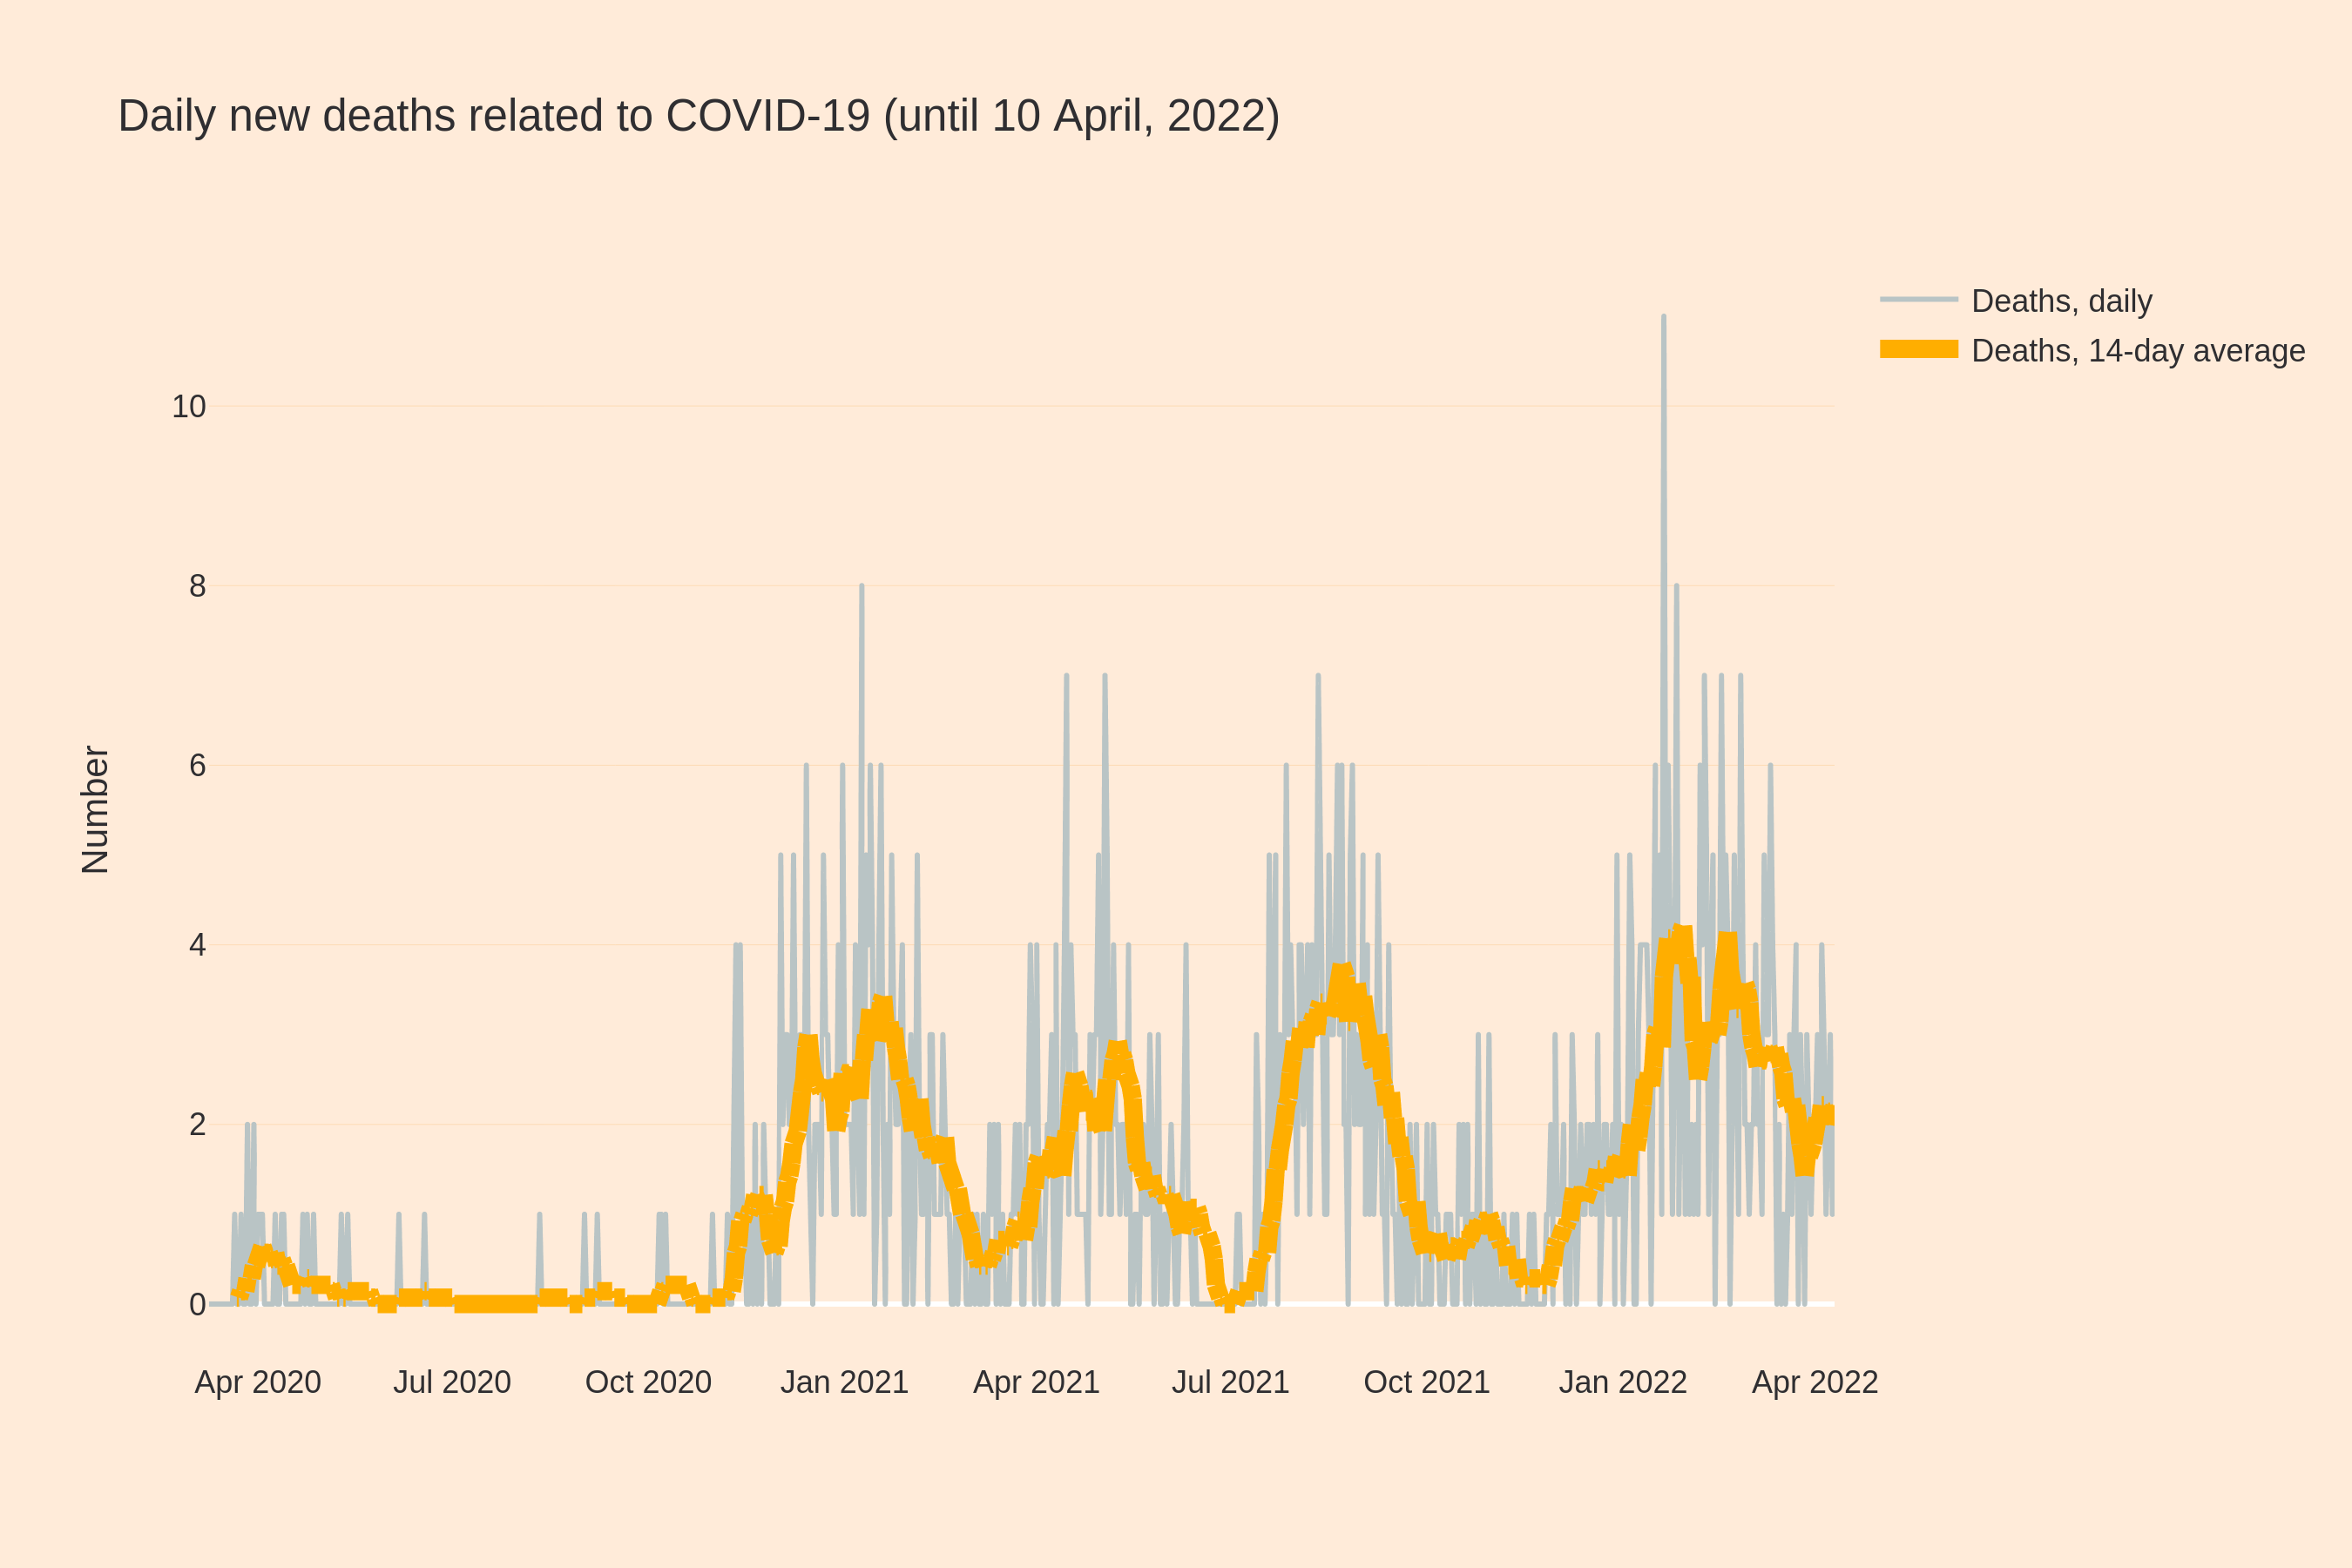 Daily new deaths related to COVID-19 (until 10 April, 2022)
Deaths, daily
Deaths, 14-day average
Number
10
8
6
4
2
0
Apr 2020
Jul 2020
Oct 2020
Jan 2021
Apr 2021
Jul 2021
Oct 2021
Jan 2022
Apr 2022